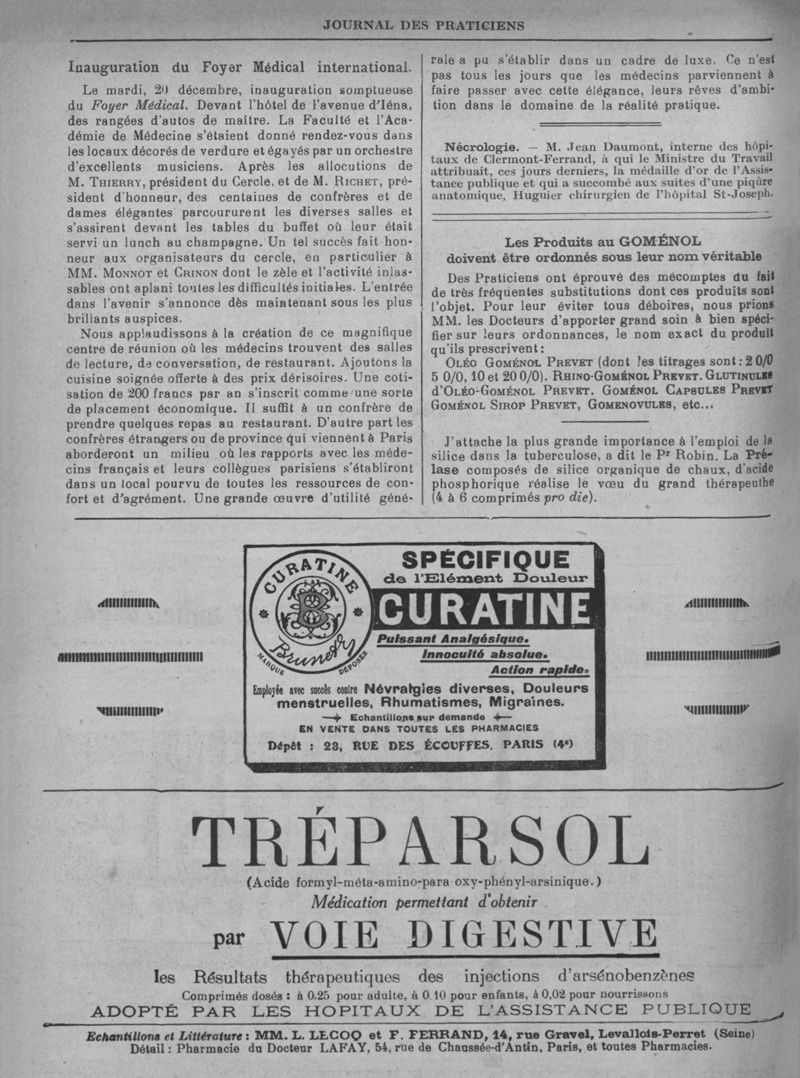 JOURNAL DES PRATICIENS
Inauguration du Foyer Médical international.
Le mardi, 20 décembre, inauguration somptueuse
du Foyer Médical. Devant l'hôtel de l'avenue d'Iéna,
des rangées d'autos de maître. La Faculté et l'Aca-
démie de Médecine s'étaient donné rendez-vous dans
les locaux décorés de verdure et égayés par un orchestre
d'excellents musiciens. Après les allocutions de
M. THIERRY, président du Cercle, et de M. RICHET, pré-
sident d'honneur, des centaines de confrères et de
dames élégantes parcoururent les diverses salles et
s'assirent devant les tables du buffet où leur était
servi un lunch au champagne. Un tel succès fait hon-
neur aux organisateurs du cercle, en particulier à
MM. MONNOT et CRINON dont le zèle et l'activité inlas-
sables ont aplani toutes les difficultés initiales. L'entrée
dans l'avenir s'annonce dès maintenant sous les plus
brillants auspices.
Nous applaudissons à la création de ce magnifique
centre de réunion où les médecins trouvent des salles
de lecture, de conversation, de restaurant. Ajoutons la
cuisine soignée offerte à des prix dérisoires. Une coti-
sation de 200 francs par an s'inscrit comme une sorte
de placement économique. Il suffit à un confrère de
prendre quelques repas au restaurant. D'autre part les
confrères étrangers ou de province qui viennent à Paris
aborderont un milieu où les rapports avec les méde-
cins français et leurs collègues parisiens s'établiront
dans un local pourvu de toutes les ressources de con-
fort et d'agrément. Une grande œuvre d'utilité géné-
rale a pu s'établir dans un cadre de luxe. Ce n'est
pas tous les jours que les médecins parviennent à
faire passer avec cette élégance, leurs rêves d'ambi-
tion dans le domaine de la réalité pratique.
Nécrologie. — M. Jean Daumont, interne des hôpi-
taux de Clermont-Ferrand, à qui le Ministre du Travail
attribuait, ces jours derniers, la médaille d'or de l'Assis-
tance publique et qui a succombé aux suites d'une piqûre
anatomique, Huguier chirurgien de l'hôpital St-Joseph.
Les Produits au GOMÉNOL
doivent être ordonnés sous leur nom véritable
Des Praticiens ont éprouvé des mécomptes du fait
de très fréquentes substitutions dont ces produits sont
l'objet. Pour leur éviter tous déboires, nous prions
MM. les Docteurs d'apporter grand soin à bien spéci-
fier sur leurs ordonnances, le nom exact du produit
qu'ils prescrivent :
OLÉO GOMÉNOL PREVET (dont les titrages sont : 2 0/0
5 0/0, 10 et 20 0/0). RHINO-GOMÉNOL PREVET. GLUTINULES
d'OLÉO-GOMÉNOL PREVET. GOMÉNOL CAPSULES PREVET
GOMÉNOL SIROP PREVET, GOMENOVULES, etc...
J'attache la plus grande importance à l'emploi de la
silice dans la tuberculose, a dit le Pr Robin. La Pré-
lase composés de silice organique de chaux, d'acide
phosphorique réalise le vœu du grand thérapeuthe
(4 à 6 comprimés pro die).
CURATINE
B
Brunery
MARQUE DÉPOSÉE
SPÉCIFIQUE
de l'Elément Douleur
CURATINE
Puissant Analgésique.
Innocuité absolue.
Action rapide.
Employée avec succès contre Névralgies diverses, Douleurs
menstruelles, Rhumatismes, Migraines.
Echantillons sur demande
EN VENTE DANS TOUTES LES PHARMACIES
Dépôt : 23, RUE DES ÉCOUFFES. PARIS (4e)
TRÉPARSOL
(Acide formyl-méta-amino-para oxy-phényl-arsinique.)
Médication permettant d'obtenir
par VOIE DIGESTIVE
les Résultats thérapeutiques des injections d'arsénobenzènes
Comprimés dosés : à 0.25 pour adulte, à 0.10 pour enfants, à 0,02 pour nourrissons
ADOPTÉ PAR LES HOPITAUX DE L'ASSISTANCE PUBLIQUE
Echantillons et Littérature : MM. L. LECOQ et F. FERRAND, 14, rue Gravel, Levallois-Perret (Seine)
Détail : Pharmacie du Docteur LAFAY, 54, rue de Chaussée-d'Antin, Paris, et toutes Pharmacies.